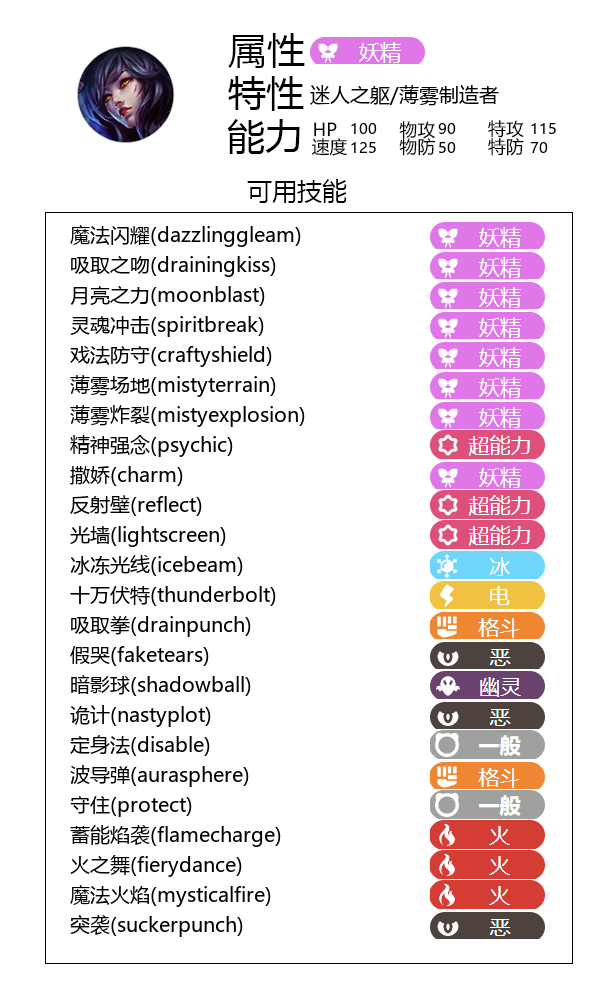 属性 妖精
特性 迷人之躯/薄雾制造者
能力 HP 100 物攻 90 特攻 115
速度 125 物防 50 特防 70
可用技能
魔法闪耀(dazzlinggleam) 妖精
吸取之吻(drainingkiss) 妖精
月亮之力(moonblast) 妖精
灵魂冲击(spiritbreak) 妖精
戏法防守(craftyshield) 妖精
薄雾场地(mistyterrain) 妖精
薄雾炸裂(mistyexplosion) 妖精
精神强念(psychic) 超能力
撒娇(charm) 妖精
反射壁(reflect) 超能力
光墙(lightscreen) 超能力
冰冻光线(icebeam) 冰
十万伏特(thunderbolt) 电
吸取拳(drainpunch) 格斗
假哭(faketears) 恶
暗影球(shadowball) 幽灵
诡计(nastyplot) 恶
定身法(disable) 一般
波导弹(aurasphere) 格斗
守住(protect) 一般
蓄能焰袭(flamecharge) 火
火之舞(fierydance) 火
魔法火焰(mysticalfire) 火
突袭(suckerpunch) 恶